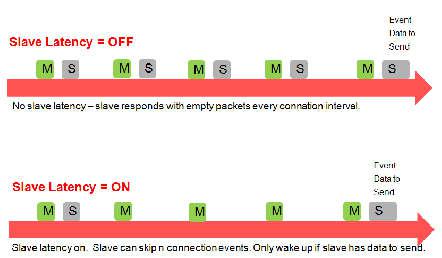 Event
Data to
Send
Slave Latency = OFF
M S M S M S M S M S
No slave latency – slave responds with empty packets every connation interval.
Event
Data to
Send
Slave Latency = ON
M S M M M M S
Slave latency on. Slave can skip n connection events. Only wake up if slave has data to send.